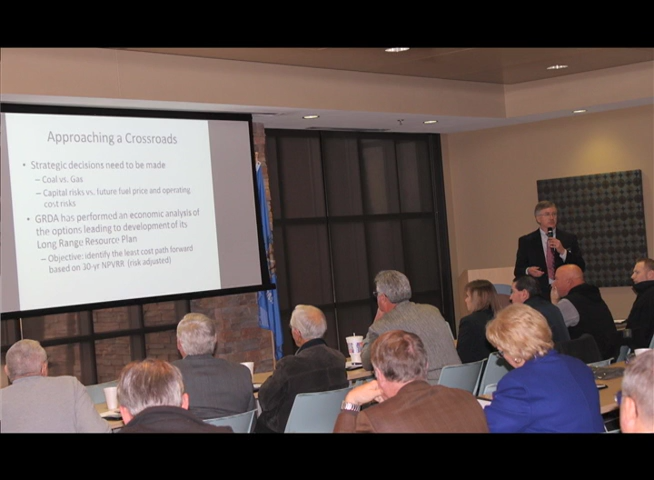 Approaching a Crossroads
• Strategic decisions need to be made
– Coal vs. Gas
– Capital risks vs. future fuel price and operating
cost risks
• GRDA has performed an economic analysis of
the options leading to development of its
Long Range Resource Plan
– Objective: identify the least cost path forward
based on 30-yr NPVRR (risk adjusted)